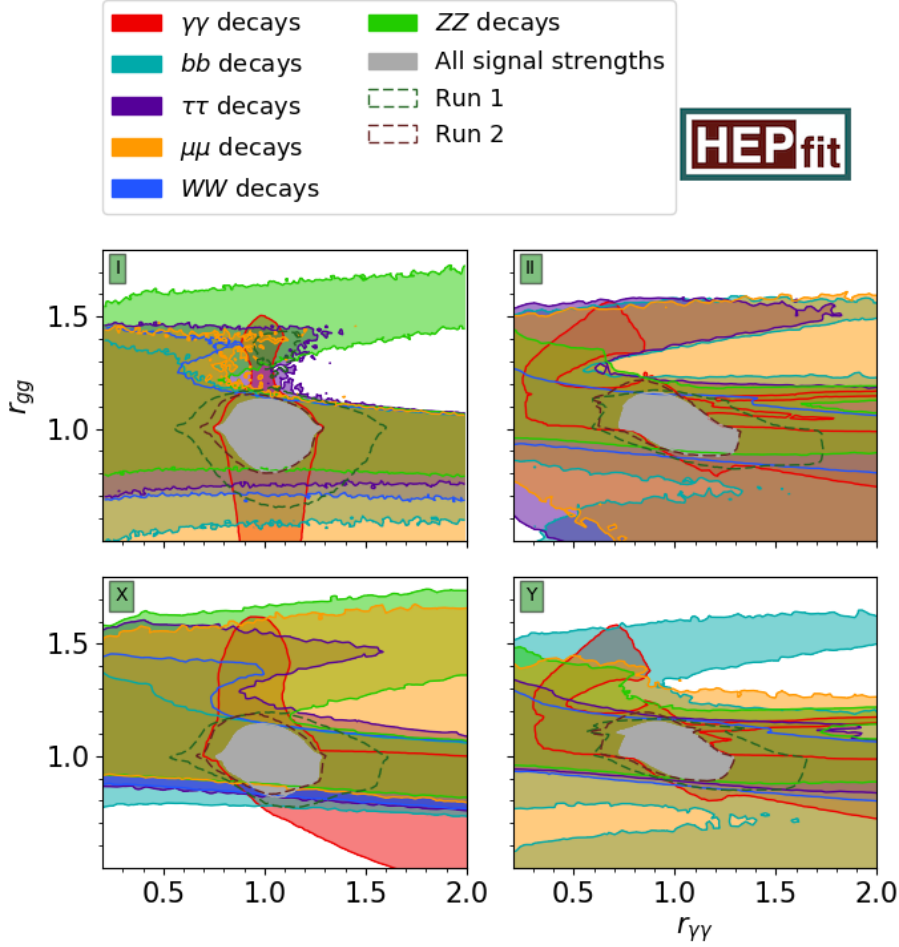 γγ decays
bb decays
ττ decays
μμ decays
WW decays
ZZ decays
All signal strengths
Run 1
Run 2
HEPfit
I
II
1.5
1.0
r_gg
X
Y
1.5
1.0
0.5 1.0 1.5 2.0
0.5 1.0 1.5 2.0
r_γγ